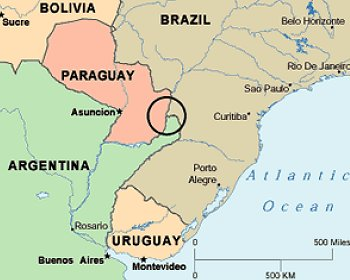 BOLIVIA
Sucre
BRAZIL
Belo Horizonte
PARAGUAY
Rio De Janeiro
Sao Paulo
Asuncion
Curitiba
ARGENTINA
Porto
Alegre
Atlantic
Ocean
Rosario
URUGUAY
Buenos Aires
Montevideo
0
500 Miles
0
500 KM